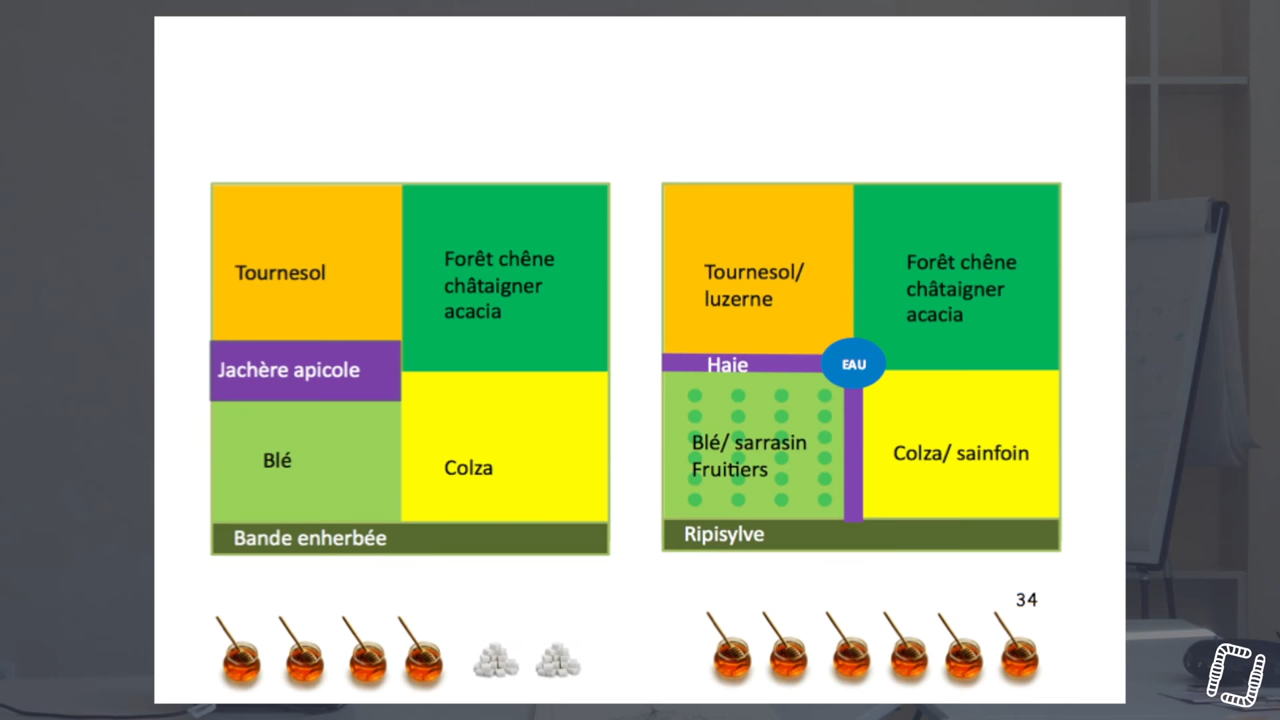 Tournesol
Forêt chêne
châtaigner
acacia
Jachère apicole
Blé
Colza
Bande enherbée
Tournesol/
luzerne
Forêt chêne
châtaigner
acacia
Haie
EAU
Blé/ sarrasin
Fruitiers
Colza/ sainfoin
Ripisylve
34